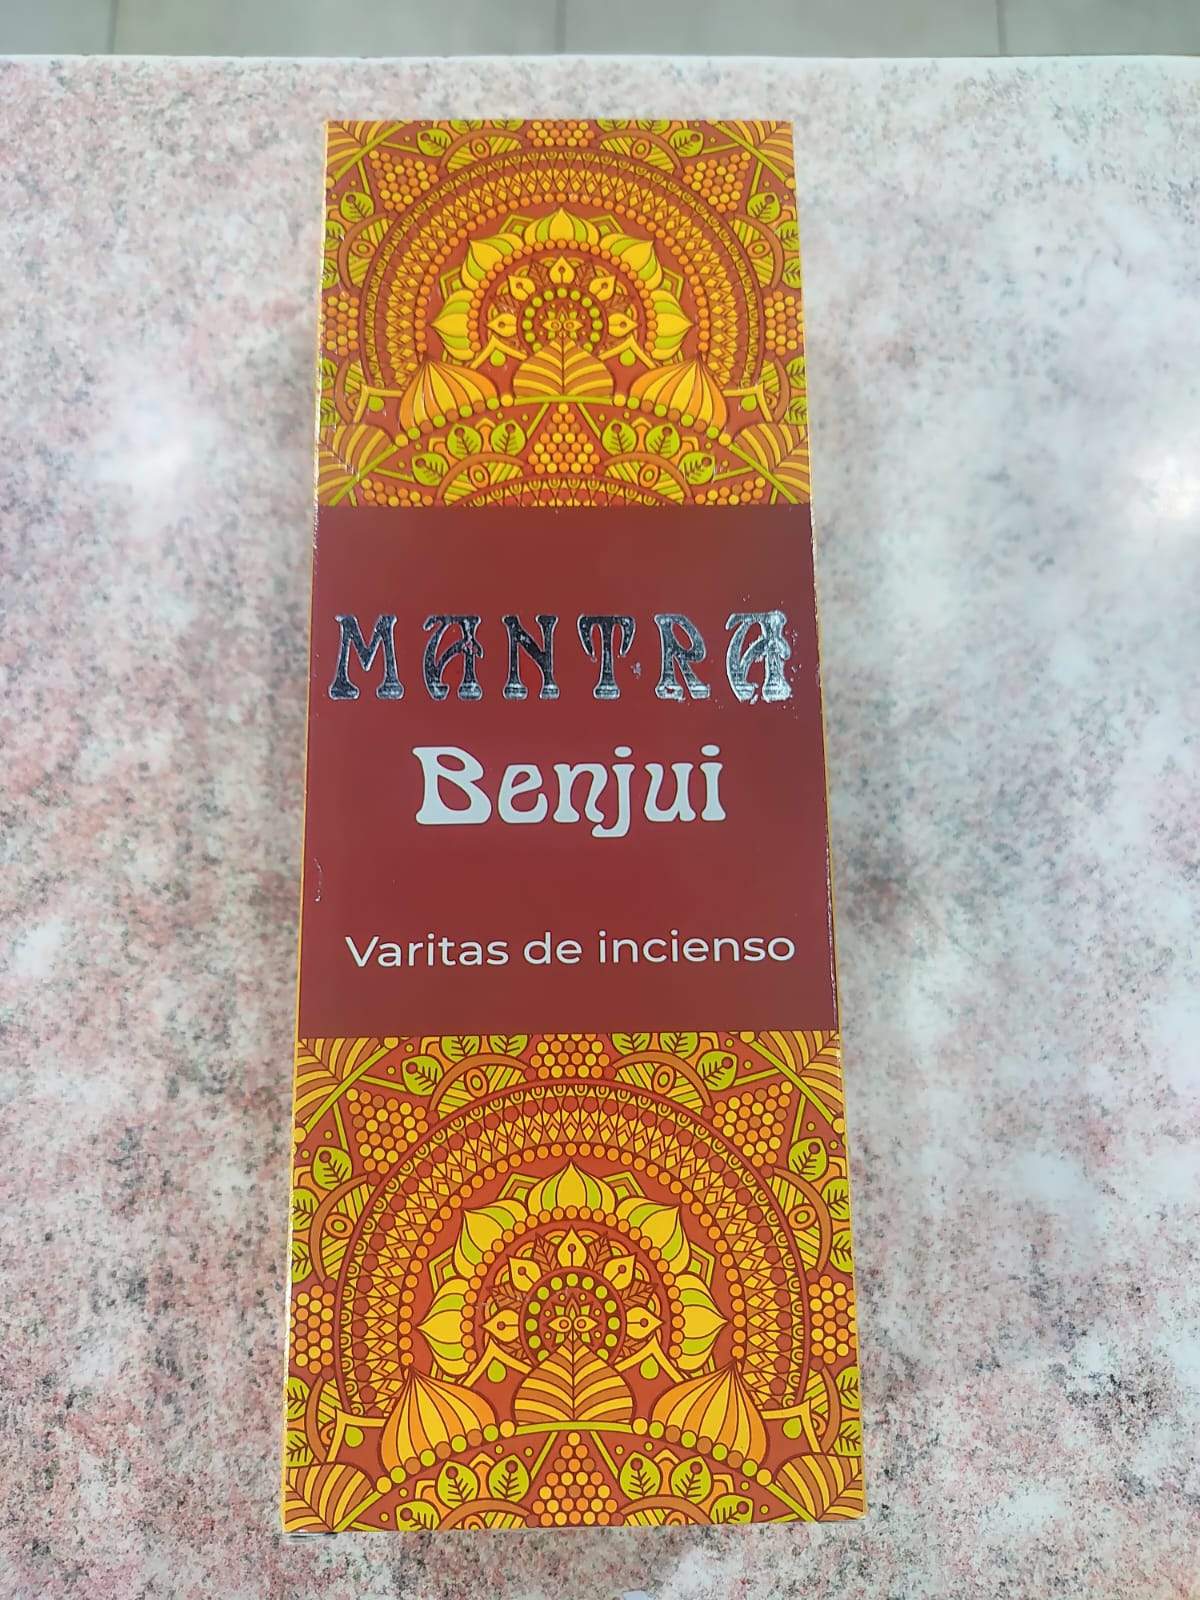 MANTRA
Benjui
Varitas de incienso